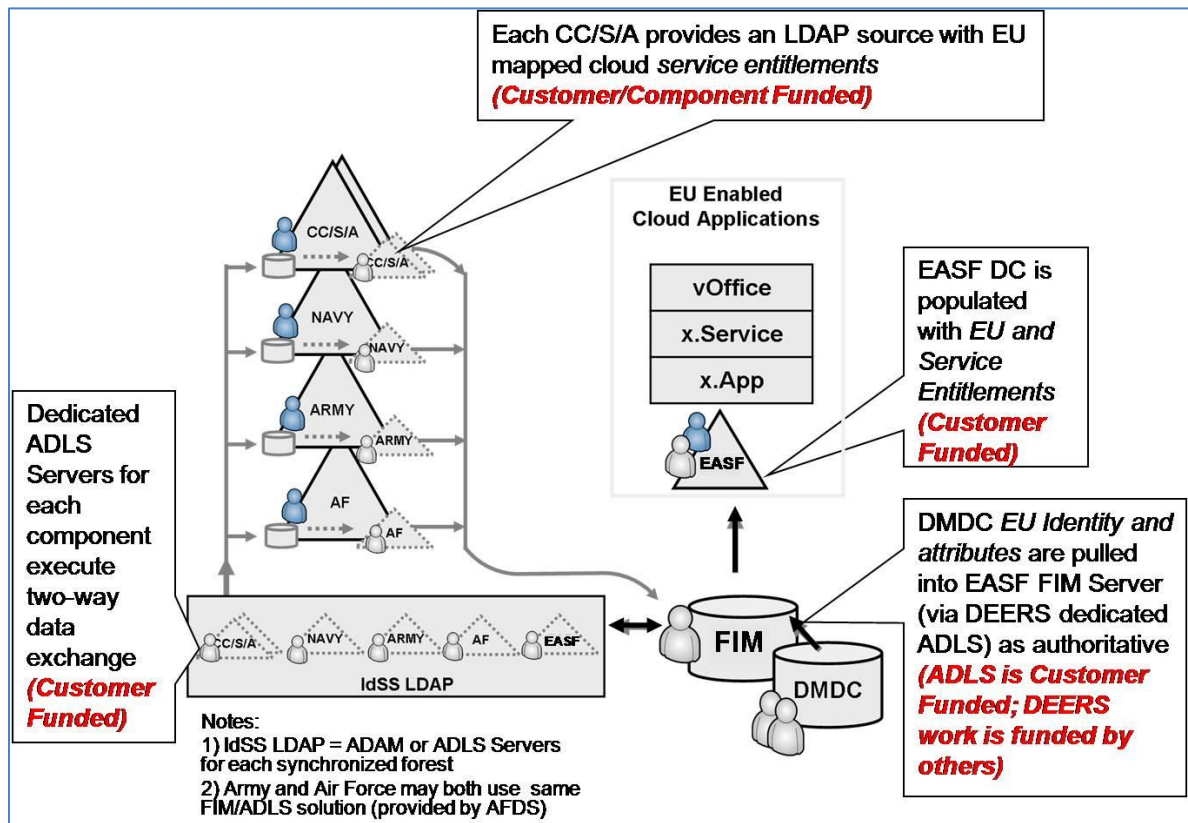 Each CC/S/A provides an LDAP source with EU
mapped cloud service entitlements
(Customer/Component Funded)
EU Enabled
Cloud Applications
vOffice
x.Service
x.App
EASF
EASF DC is
populated
with EU and
Service
Entitlements
(Customer
Funded)
CC/S/A
CC/S/A
NAVY
NAVY
ARMY
ARMY
AF
AF
Dedicated
ADLS
Servers for
each
component
execute
two-way
data
exchange
(Customer
Funded)
CC/S/A
NAVY
ARMY
AF
EASF
IdSS LDAP
FIM
DMDC
DMDC EU Identity and
attributes are pulled
into EASF FIM Server
(via DEERS dedicated
ADLS) as authoritative
(ADLS is Customer
Funded; DEERS
work is funded by
others)
Notes:
1) IdSS LDAP = ADAM or ADLS Servers
for each synchronized forest
2) Army and Air Force may both use same
FIM/ADLS solution (provided by AFDS)